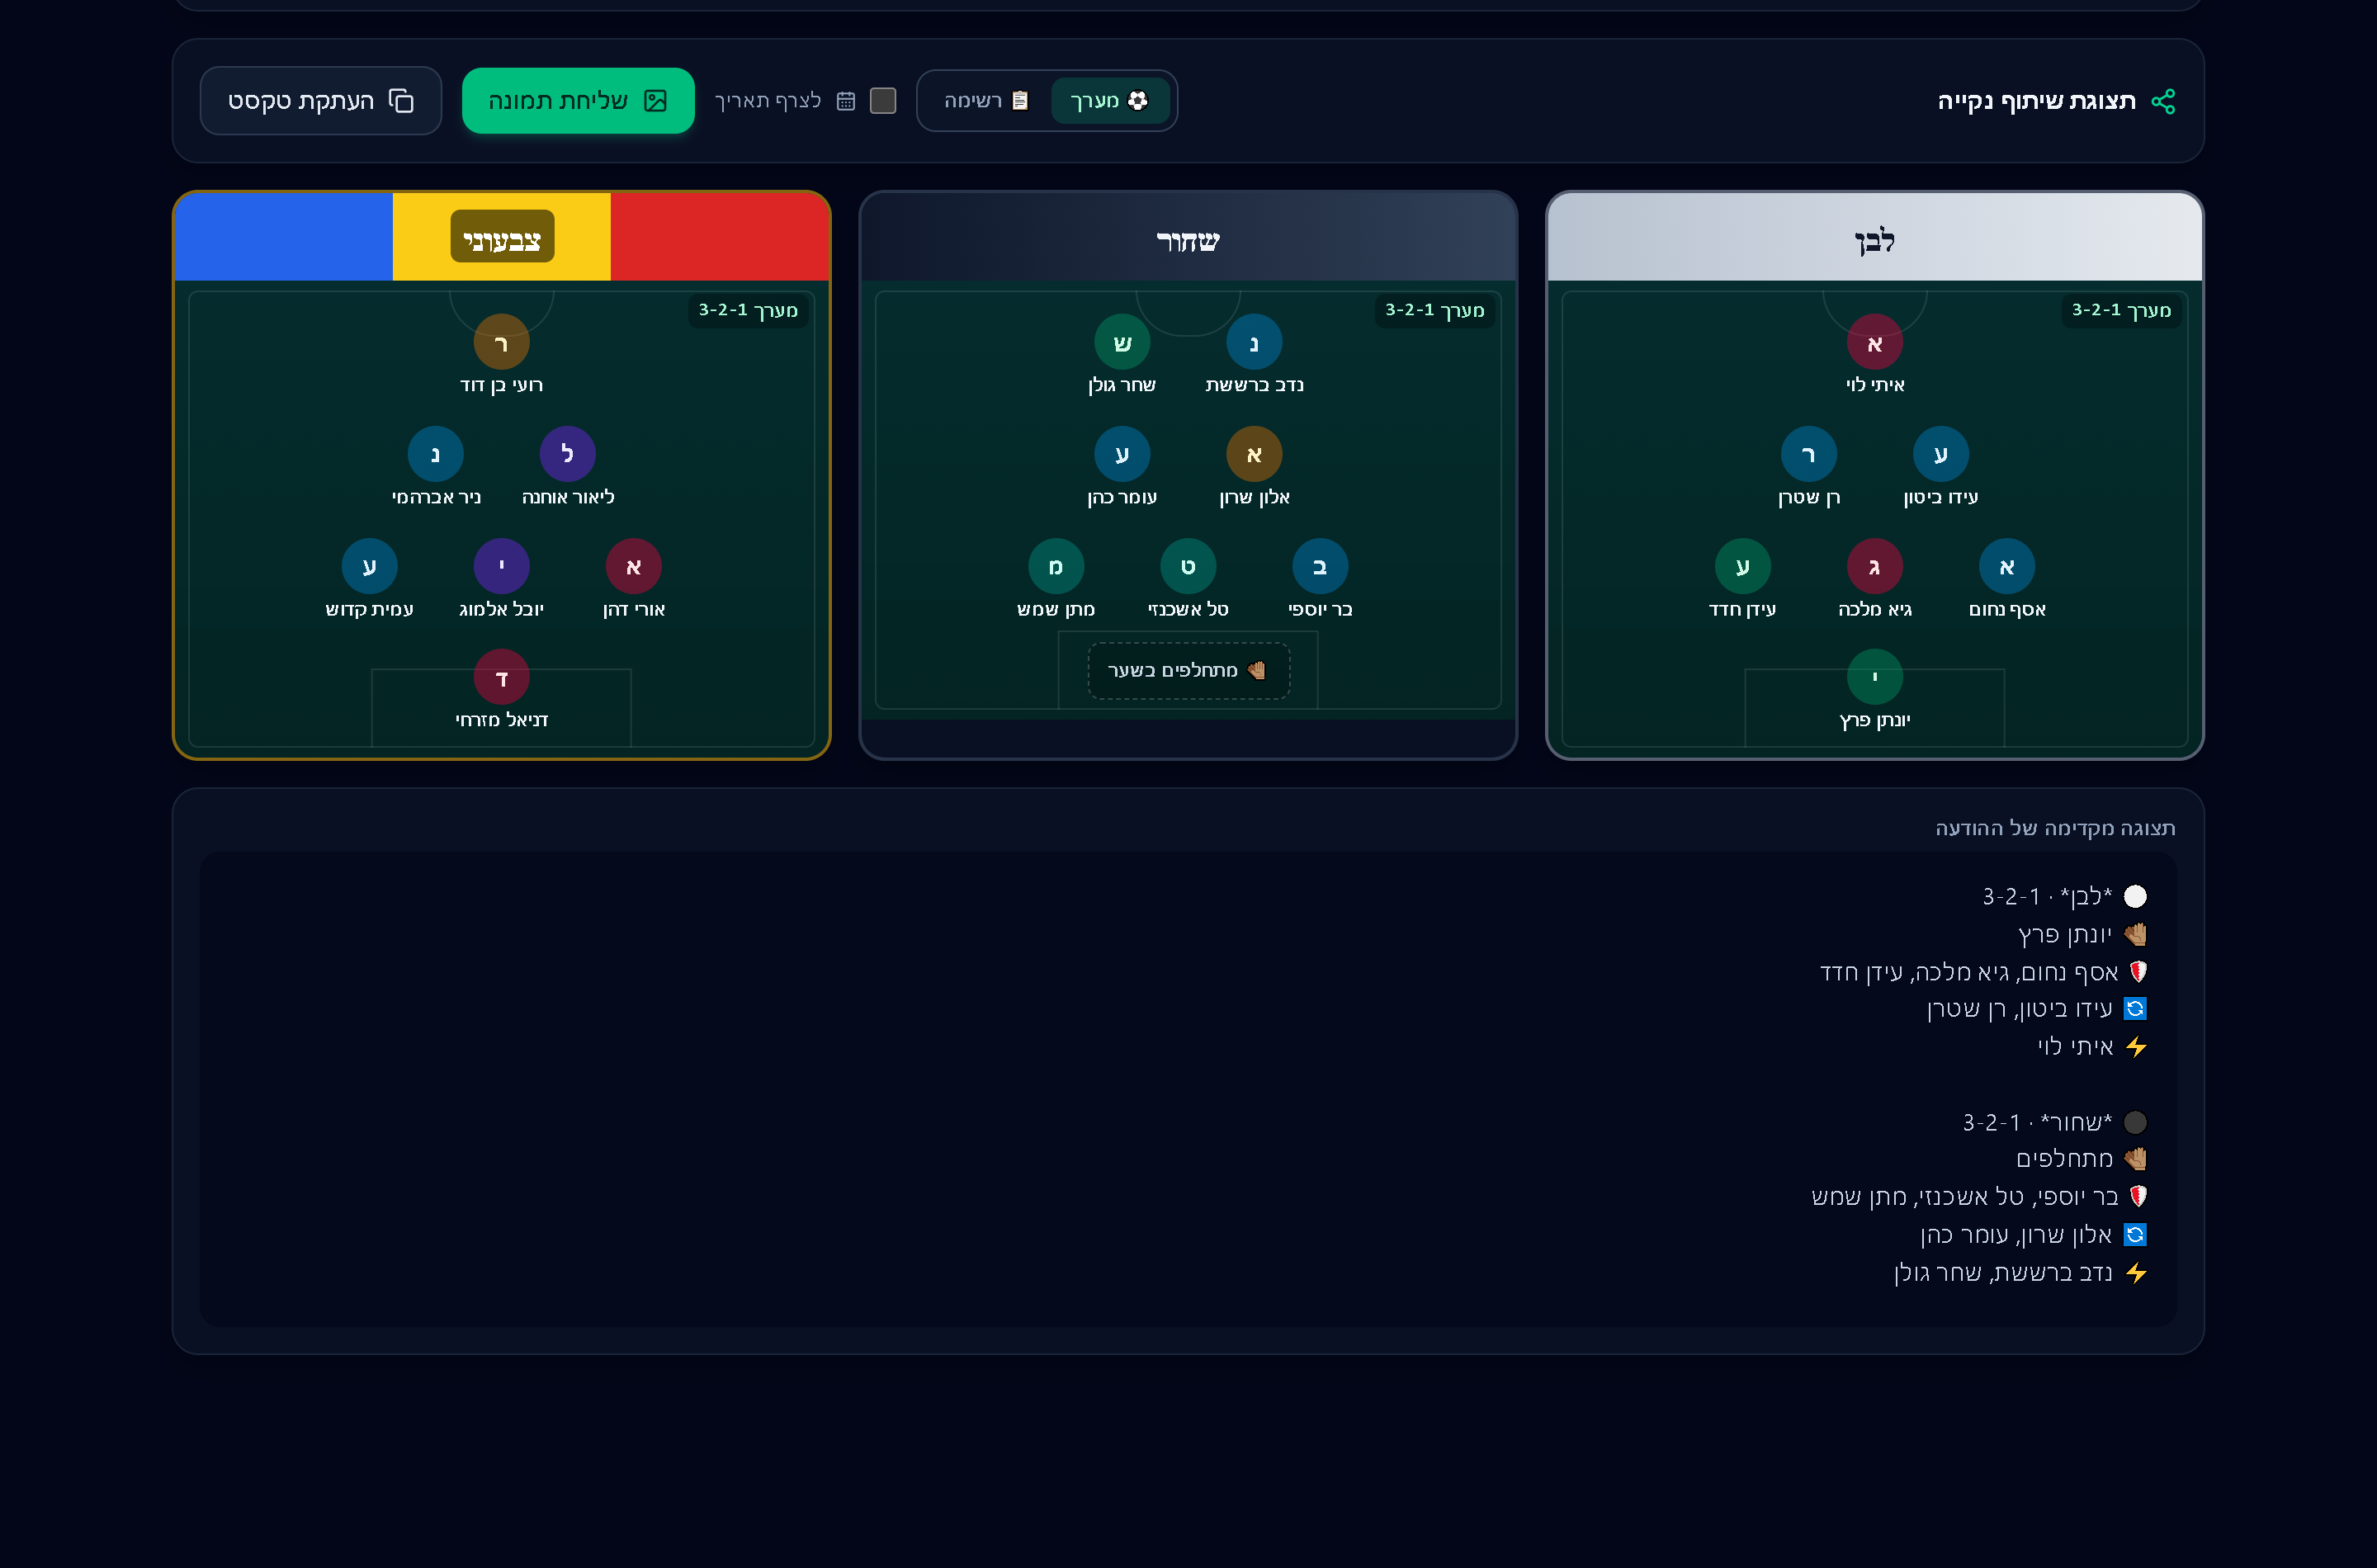 תצוגת שיתוף נקייה
מערך
רשימה
לצרף תאריך
שליחת תמונה
העתקת טקסט
לבן
מערך 3-2-1
א
איתי לוי
ע
עידו ביטון
ר
רן שטרן
א
אסף נחום
ג
גיא מלכה
ע
עידן חדד
י
יונתן פרץ
שחור
מערך 3-2-1
נ
נדב ברששת
ש
שחר גולן
א
אלון שרון
ע
עומר כהן
ב
בר יוספי
ט
טל אשכנזי
מ
מתן שמש
מתחלפים בשער
צבעוני
מערך 3-2-1
ר
רועי בן דוד
ל
ליאור אוחנה
נ
ניר אברהמי
א
אורי דהן
י
יובל אלמוג
ע
עמית קדוש
ד
דניאל מזרחי
תצוגה מקדימה של ההודעה
*לבן* · 3-2-1
יונתן פרץ
אסף נחום, גיא מלכה, עידן חדד
עידו ביטון, רן שטרן
איתי לוי
*שחור* · 3-2-1
מתחלפים
בר יוספי, טל אשכנזי, מתן שמש
אלון שרון, עומר כהן
נדב ברששת, שחר גולן